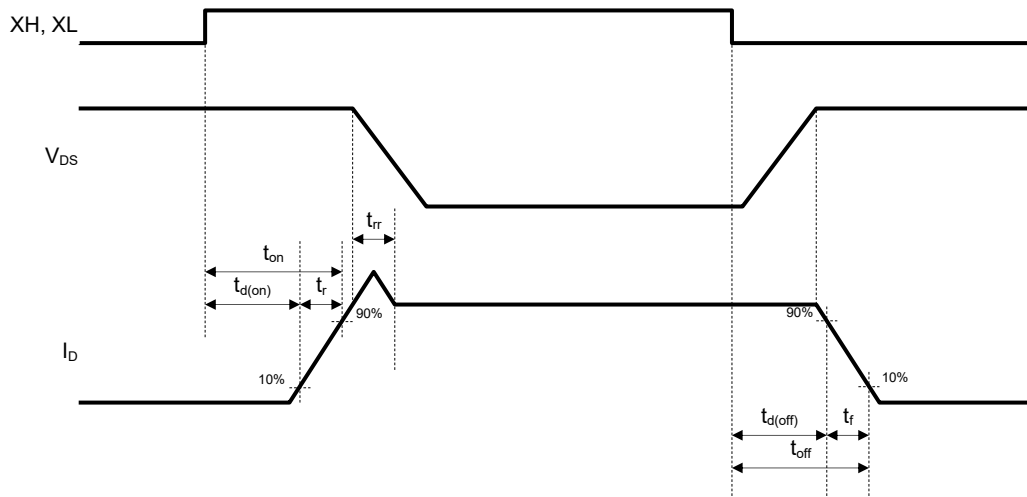 XH, XL
VDS
trr
ton
td(on) tr
90% 90%
ID
10% 10%
td(off) tf
toff